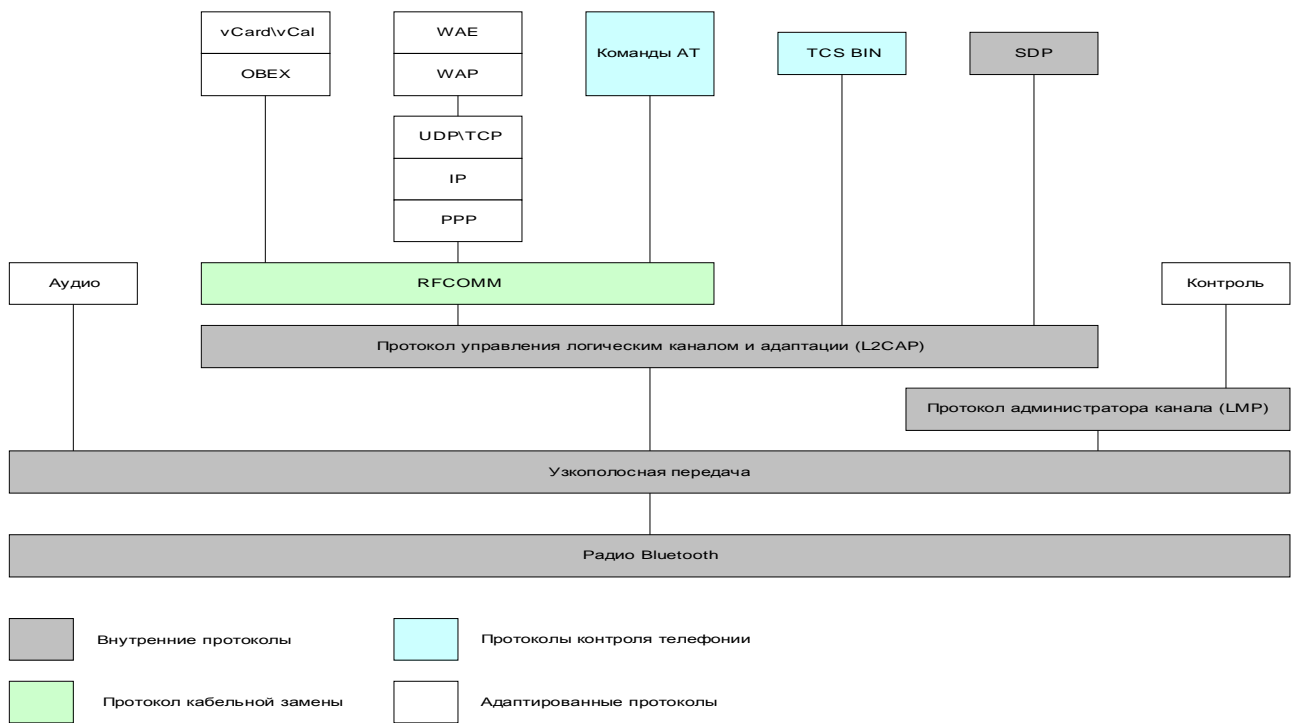 vCard\vCal
WAE
Команды AT
TCS BIN
SDP
OBEX
WAP
UDP\TCP
IP
PPP
Аудио
RFCOMM
Контроль
Протокол управления логическим каналом и адаптации (L2CAP)
Протокол администратора канала (LMP)
Узкополосная передача
Радио Bluetooth
Внутренние протоколы
Протоколы контроля телефонии
Протокол кабельной замены
Адаптированные протоколы